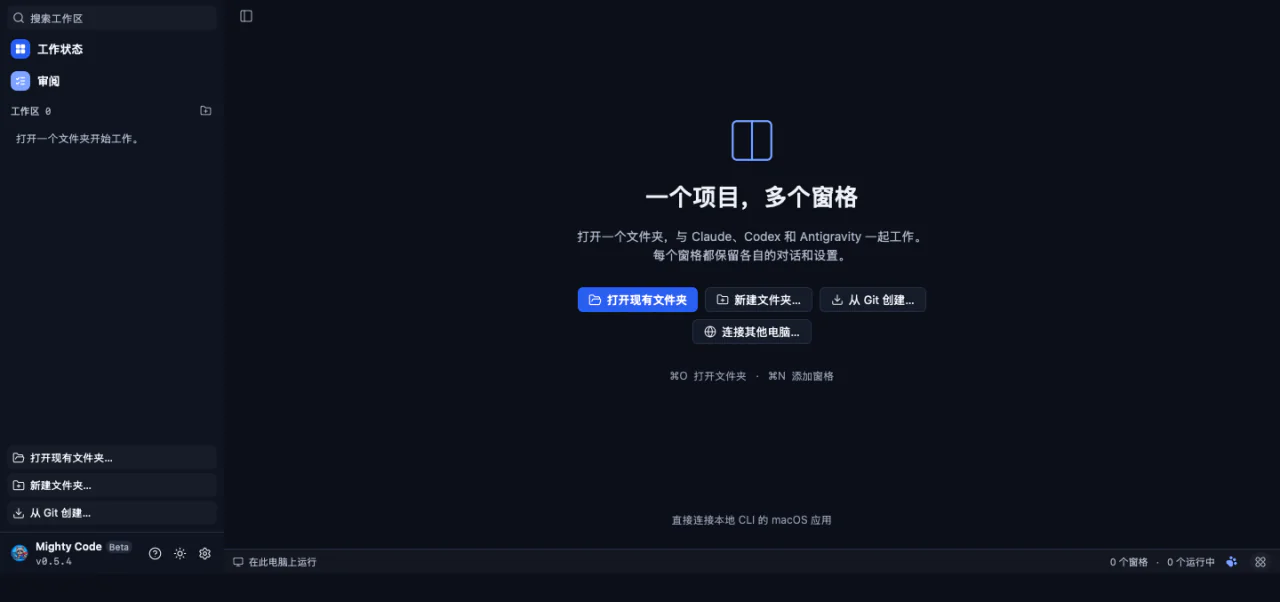 搜索工作区
工作状态
审阅
工作区 0
打开一个文件夹开始工作。
一个项目，多个窗格
打开一个文件夹，与 Claude、Codex 和 Antigravity 一起工作。
每个窗格都保留各自的对话和设置。
打开现有文件夹
新建文件夹...
从 Git 创建...
连接其他电脑...
⌘O 打开文件夹 · ⌘N 添加窗格
直接连接本地 CLI 的 macOS 应用
打开现有文件夹...
新建文件夹...
从 Git 创建...
Mighty Code Beta
v0.5.4
在此电脑上运行
0 个窗格 · 0 个运行中